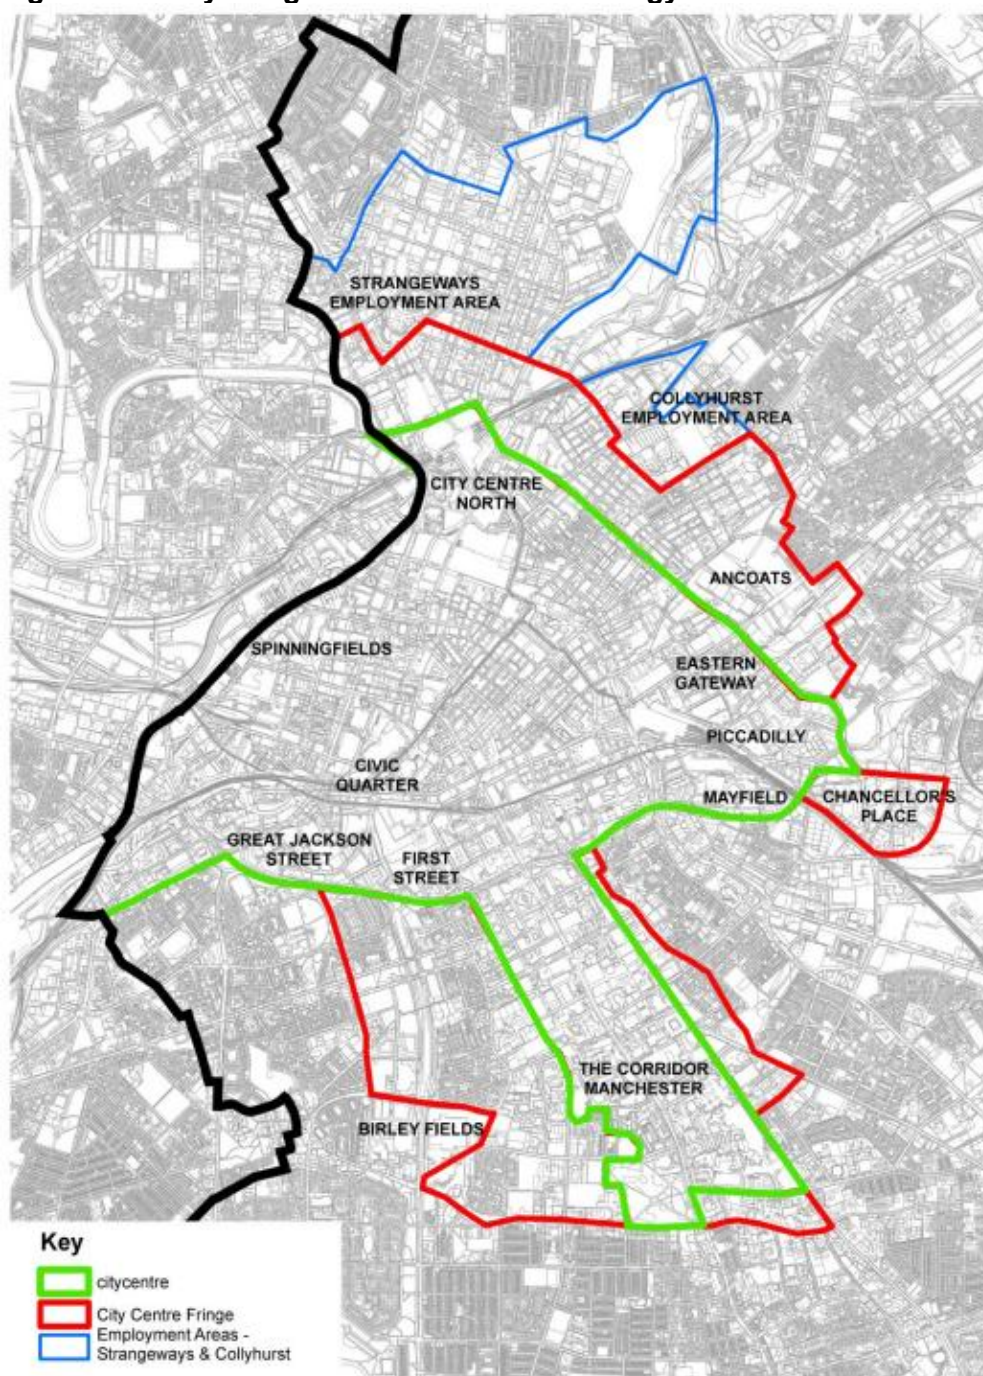 STRANGEWAYS
EMPLOYMENT AREA
COLLYHURST
EMPLOYMENT AREA
CITY CENTRE
NORTH
ANCOATS
SPINNINGFIELDS
EASTERN
GATEWAY
PICCADILLY
CIVIC
QUARTER
MAYFIELD
CHANCELLOR'S
PLACE
GREAT JACKSON
STREET
FIRST
STREET
THE CORRIDOR
MANCHESTER
BIRLEY FIELDS
Key
citycentre
City Centre Fringe
Employment Areas -
Strangeways & Collyhurst